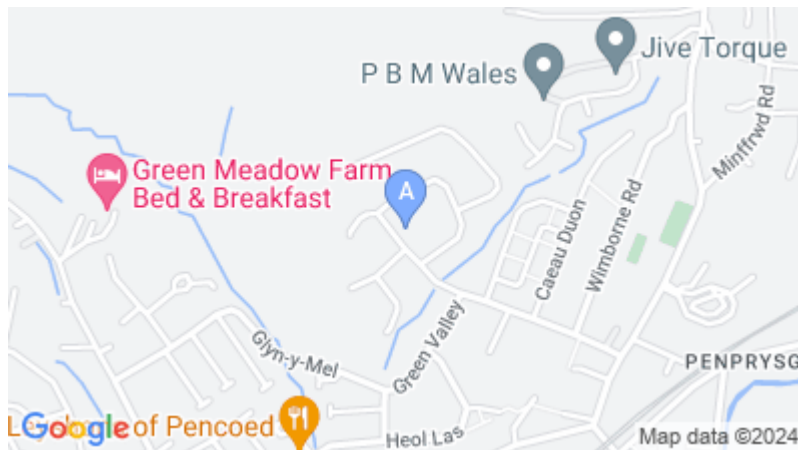 Jive Torque
P B M Wales
Minffrwd Rd
Green Meadow Farm
Bed & Breakfast
A
Caeau Duon
Wimborne Rd
Green Valley
Glyn-y-Mel
PENPRYSG
of Pencoed
Google
Heol Las
Map data ©2024